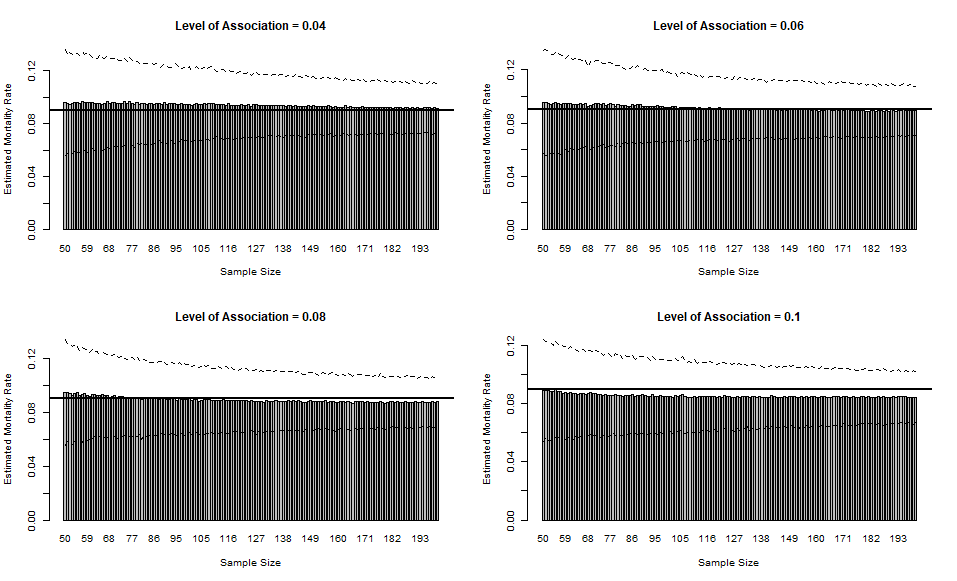 Level of Association = 0.04
Estimated Mortality Rate
0.00 0.04 0.08 0.12
50 59 68 77 86 95 105 116 127 138 149 160 171 182 193
Sample Size
Level of Association = 0.06
Estimated Mortality Rate
0.00 0.04 0.08 0.12
50 59 68 77 86 95 105 116 127 138 149 160 171 182 193
Sample Size
Level of Association = 0.08
Estimated Mortality Rate
0.00 0.04 0.08 0.12
50 59 68 77 86 95 105 116 127 138 149 160 171 182 193
Sample Size
Level of Association = 0.1
Estimated Mortality Rate
0.00 0.04 0.08 0.12
50 59 68 77 86 95 105 116 127 138 149 160 171 182 193
Sample Size